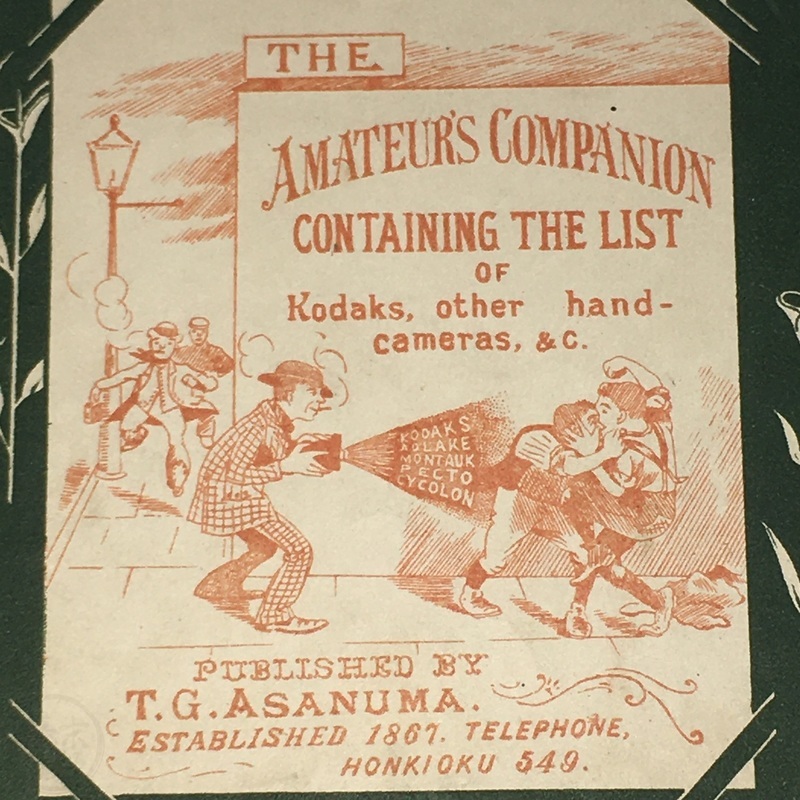 THE
AMATEUR'S COMPANION
CONTAINING THE LIST
OF
Kodaks, other hand-
cameras, &c.
KODAKS
ADLAKE
MONTAUK
PECTO
CYCOLON
PUBLISHED BY
T.G. ASANUMA.
ESTABLISHED 1867. TELEPHONE,
HONKIOKU 549.